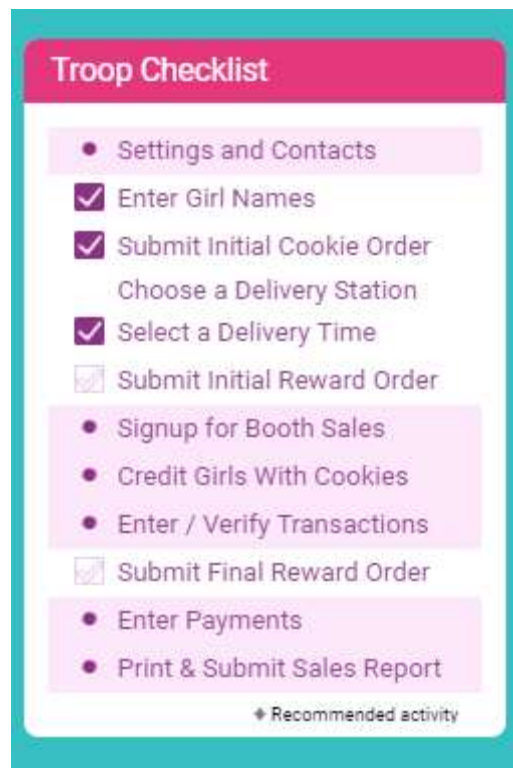 Troop Checklist
Settings and Contacts
Enter Girl Names
Submit Initial Cookie Order
Choose a Delivery Station
Select a Delivery Time
Submit Initial Reward Order
Signup for Booth Sales
Credit Girls With Cookies
Enter / Verify Transactions
Submit Final Reward Order
Enter Payments
Print & Submit Sales Report
Recommended activity